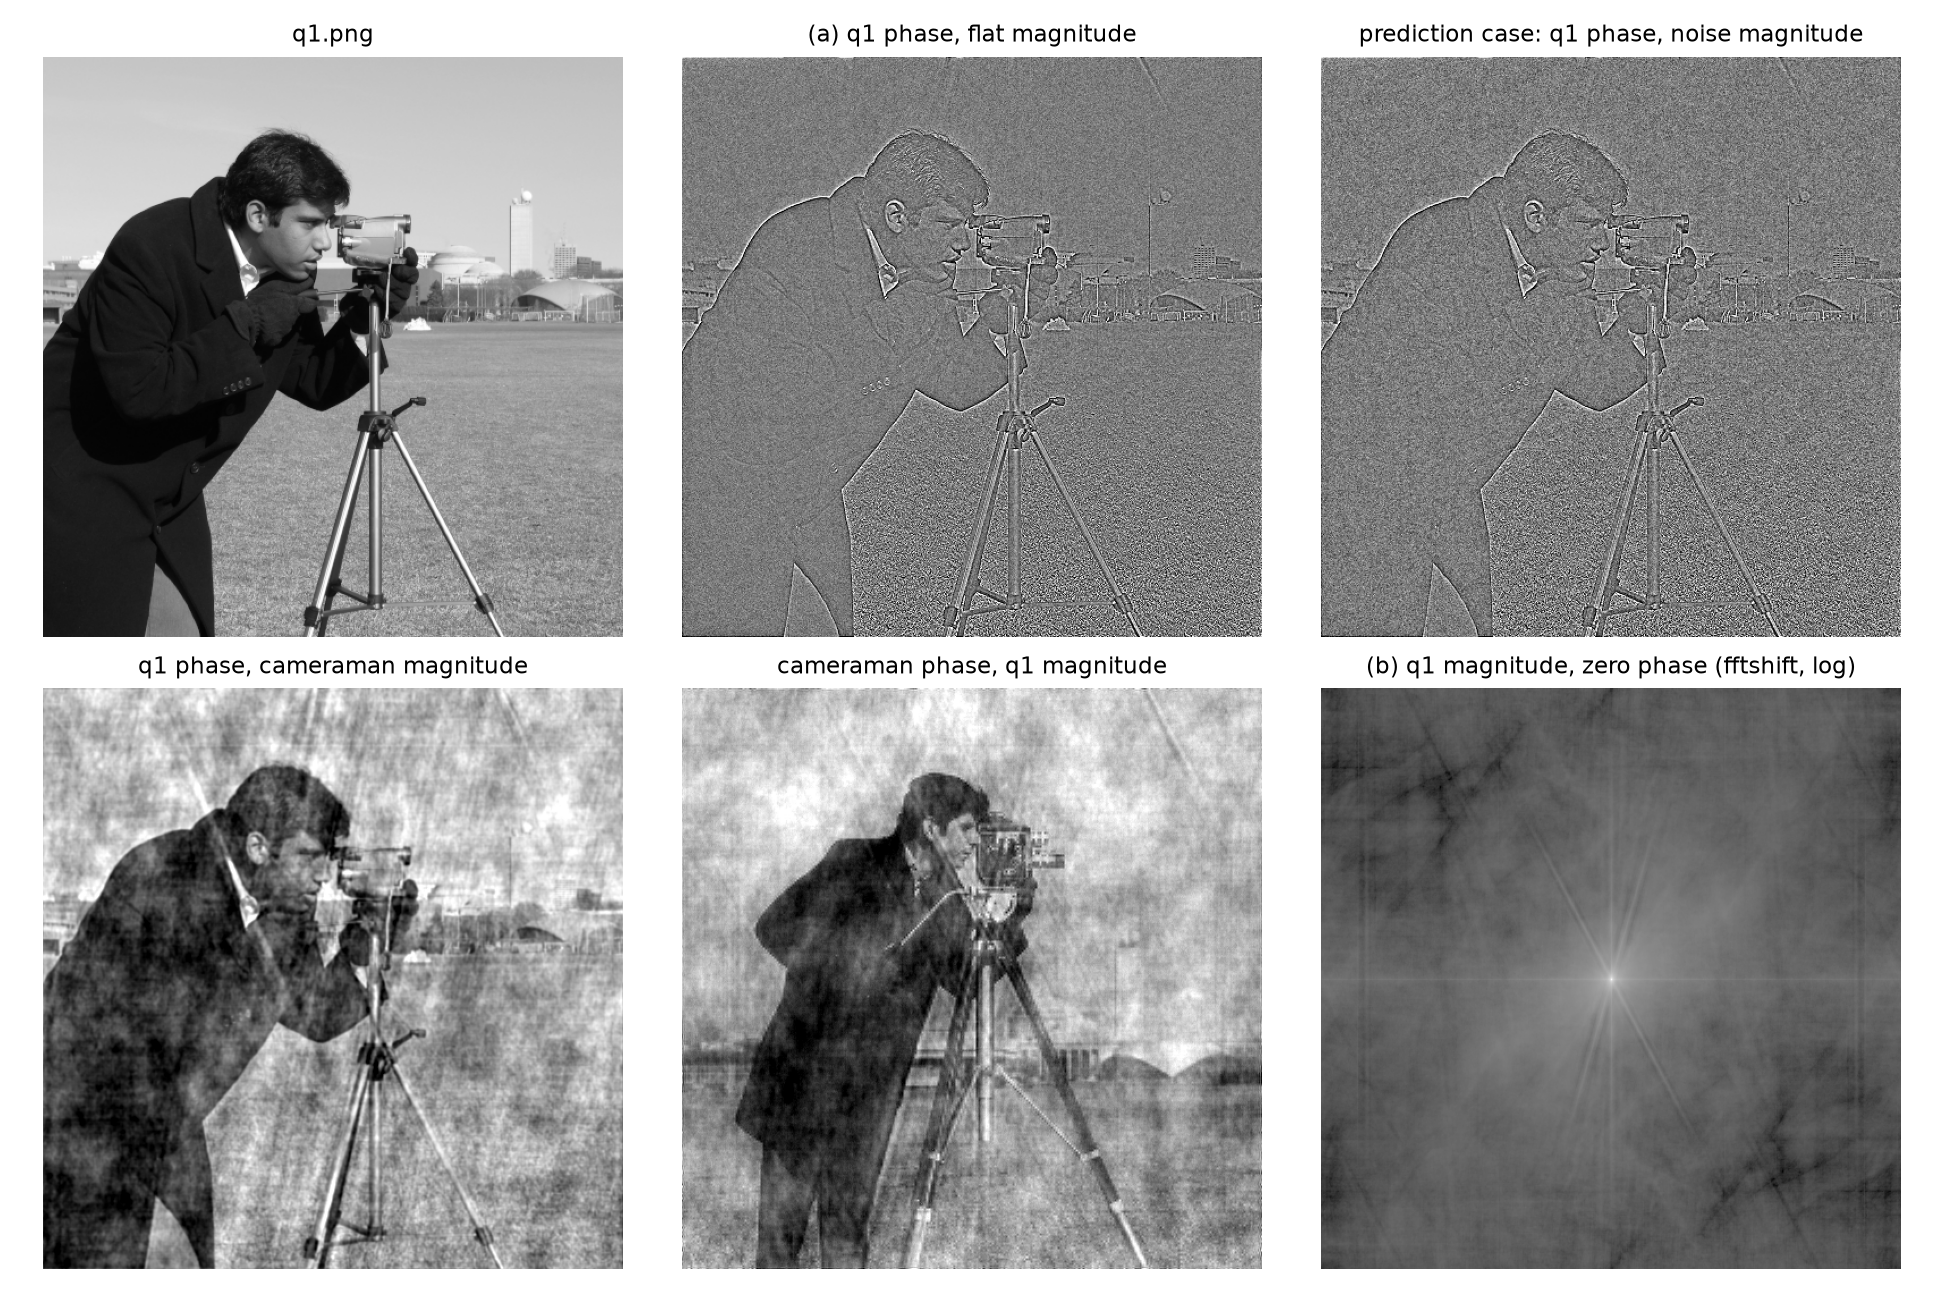 q1.png
(a) q1 phase, flat magnitude
prediction case: q1 phase, noise magnitude
q1 phase, cameraman magnitude
cameraman phase, q1 magnitude
(b) q1 magnitude, zero phase (fftshift, log)